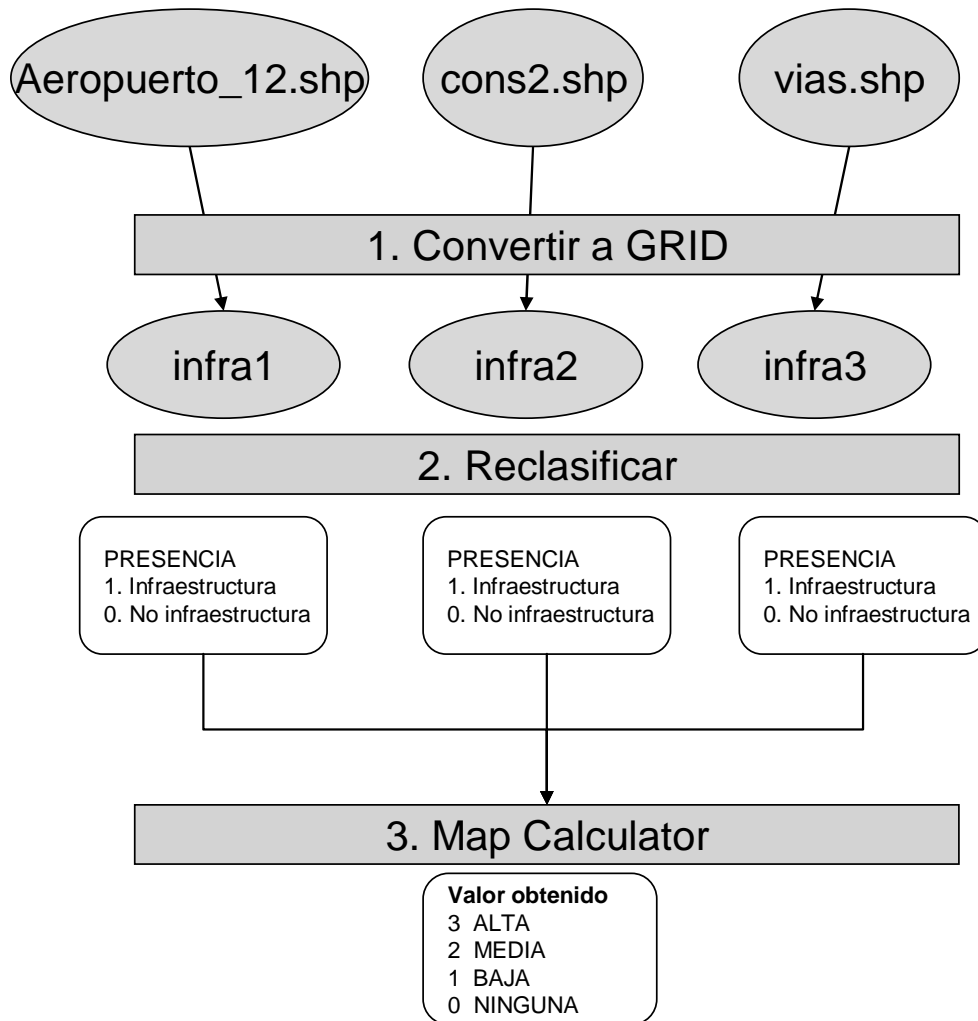 Aeropuerto_12.shp
cons2.shp
vias.shp
1. Convertir a GRID
infra1
infra2
infra3
2. Reclasificar
PRESENCIA
1. Infraestructura
0. No infraestructura
PRESENCIA
1. Infraestructura
0. No infraestructura
PRESENCIA
1. Infraestructura
0. No infraestructura
3. Map Calculator
Valor obtenido
3 ALTA
2 MEDIA
1 BAJA
0 NINGUNA